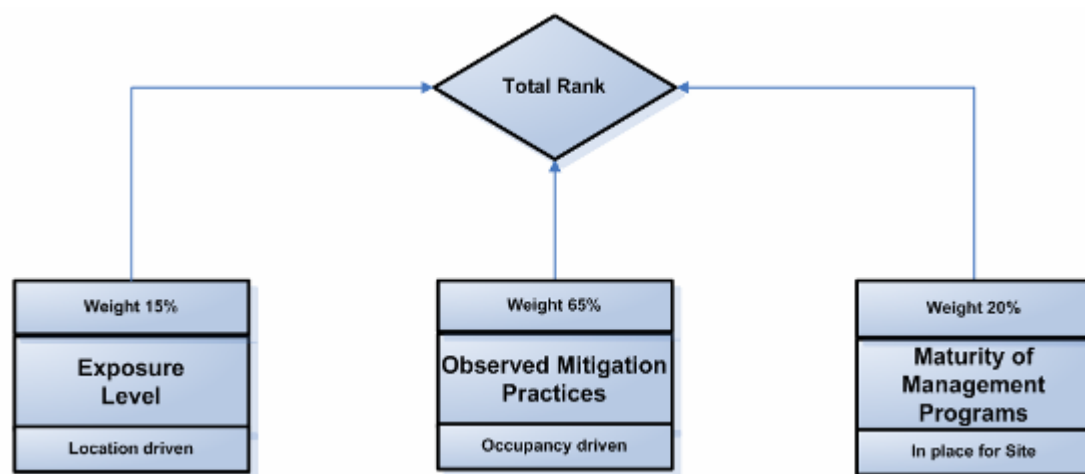 Total Rank
Weight 15%
Exposure
Level
Location driven
Weight 65%
Observed Mitigation
Practices
Occupancy driven
Weight 20%
Maturity of
Management
Programs
In place for Site